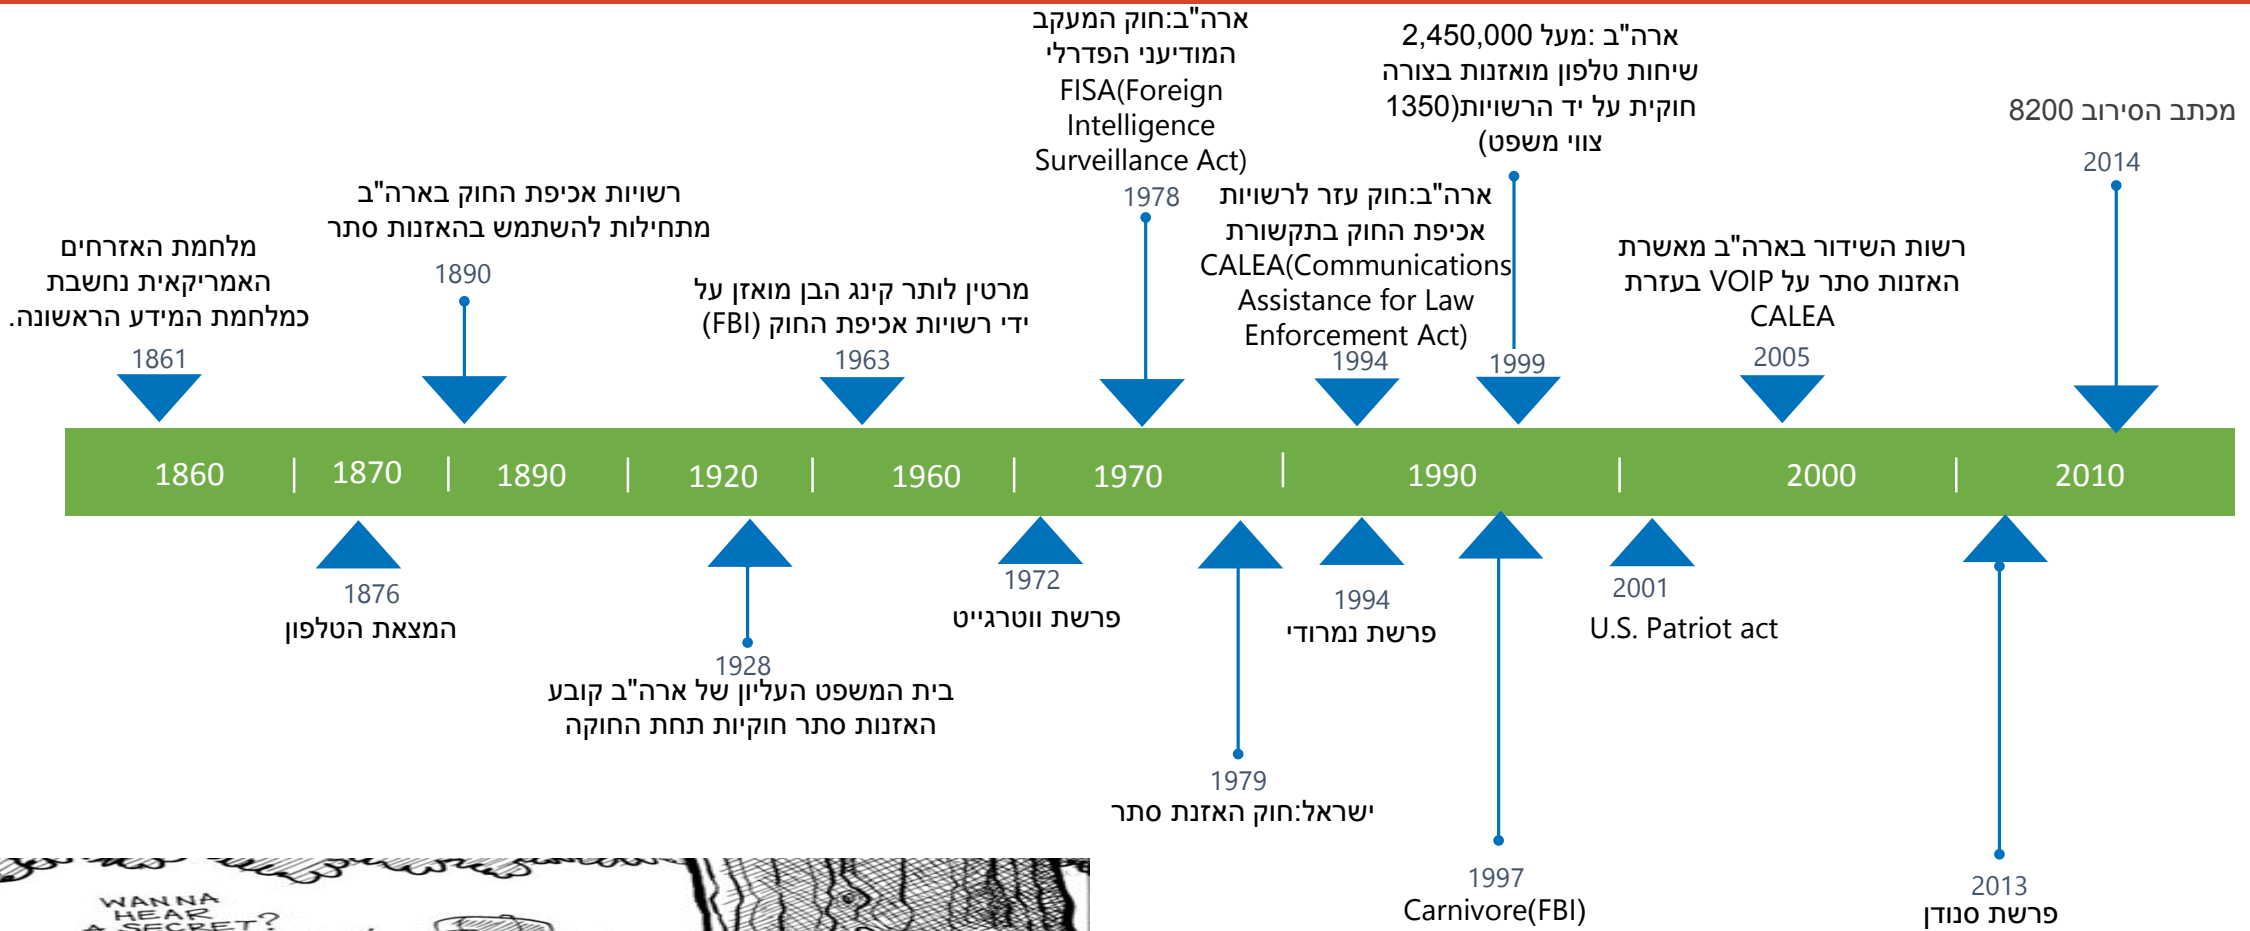 ארה"ב:חוק המעקב
המודיעני הפדרלי
FISA(Foreign
Intelligence
Surveillance Act)
1978
ארה"ב: מעל 2,450,000
שיחות טלפון מואזנות בצורה
חוקית על יד הרשויות(1350
צווי משפט)
1999
מכתב הסירוב 8200
2014
רשויות אכיפת החוק בארה"ב
מתחילות להשתמש בהאזנות סתר
1890
ארה"ב:חוק עזר לרשויות
אכיפת החוק בתקשורת
CALEA(Communications
Assistance for Law
Enforcement Act)
1994
מלחמת האזרחים
האמריקאית נחשבת
כמלחמת המידע הראשונה.
1861
מרטין לותר קינג הבן מואזן על
ידי רשויות אכיפת החוק (FBI)
1963
רשות השידור בארה"ב מאשרת
האזנות סתר על VOIP בעזרת
CALEA
2005
1860 | 1870 | 1890 | 1920 | 1960 | 1970 | 1990 | 2000 | 2010
1876
המצאת הטלפון
1928
בית המשפט העליון של ארה"ב קובע
האזנות סתר חוקיות תחת החוקה
1972
פרשת ווטרגייט
1979
ישראל:חוק האזנת סתר
1994
פרשת נמרודי
1997
Carnivore(FBI)
2001
U.S. Patriot act
2013
פרשת סנודן
WANNA
HEAR
A SECRET?